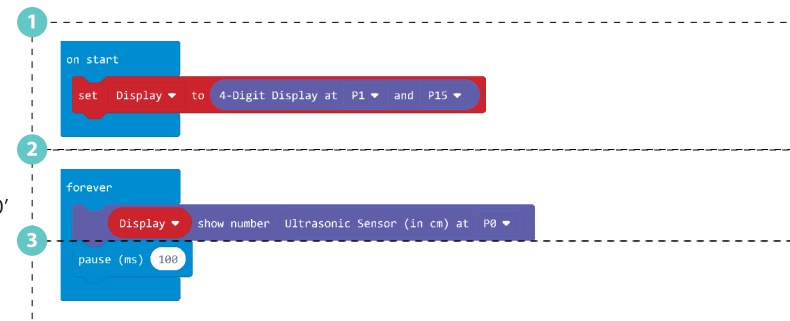 1
on start
set Display to 4-Digit Display at P1 and P15
2
forever
0’
Display show number Ultrasonic Sensor (in cm) at P0
3
pause (ms) 100